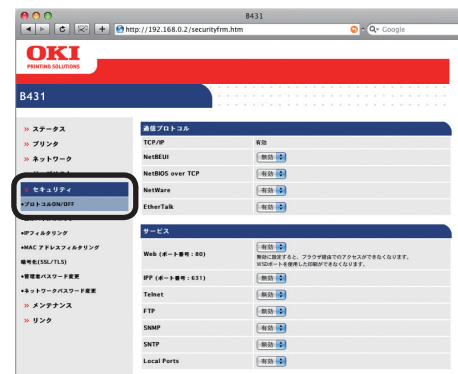 B431
http://192.168.0.2/securityfrm.htm
Google
OKI
PRINTING SOLUTIONS
B431
ステータス
プリンタ
ネットワーク
セキュリティ
•プロトコルON/OFF
•IPフィルタリング
•MAC アドレスフィルタリング
暗号化(SSL/TLS)
•管理者パスワード変更
•ネットワークパスワード変更
メンテナンス
リンク
通信プロトコル
TCP/IP 有効
NetBEUI 無効
NetBIOS over TCP 有効
NetWare 有効
EtherTalk 有効
サービス
Web (ポート番号:80) 有効
無効に設定すると、ブラウザ経由でのアクセスができなくなります。
WSDポートを使用した印刷ができなくなります。
IPP (ポート番号:631) 無効
Telnet 無効
FTP 無効
SNMP 有効
SNTP 無効
Local Ports 有効